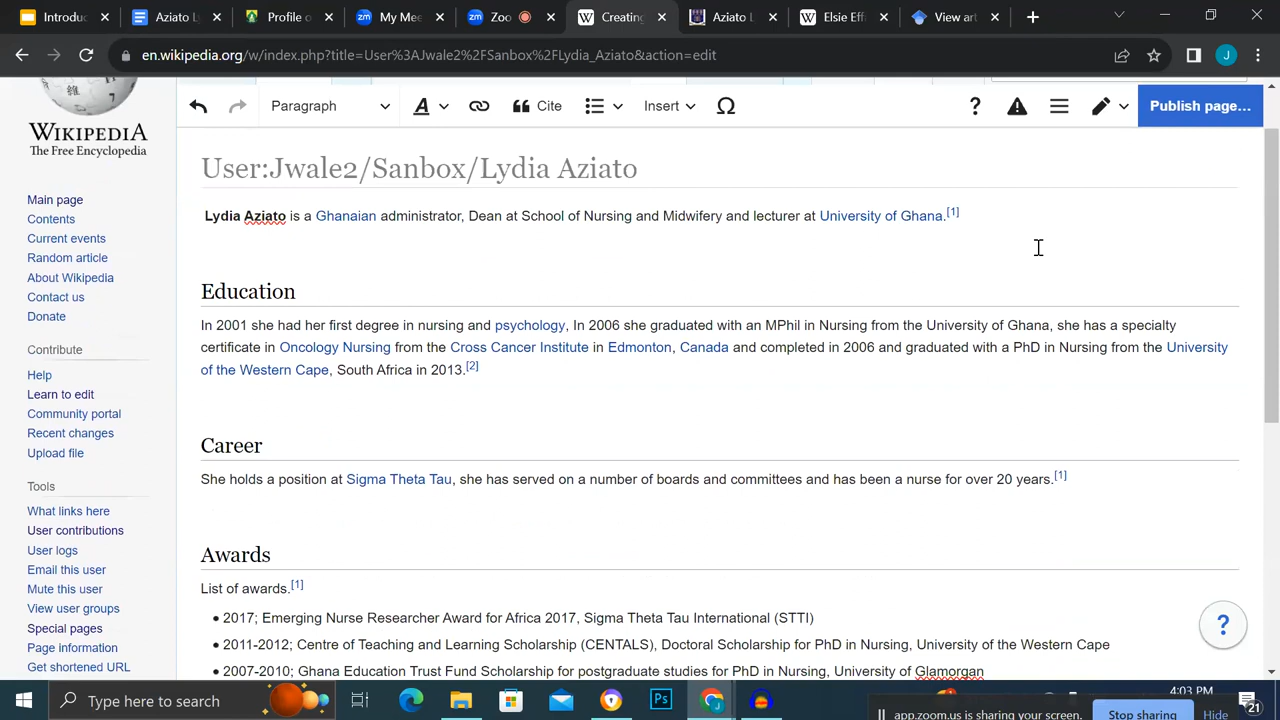 Introduc
Aziato Ly
Profile o
My Mee
Zoo
Creating
Aziato L
Elsie Effa
View art
en.wikipedia.org/w/index.php?title=User%3AJwale2%2FSanbox%2FLydia_Aziato&action=edit
J
WIKIPEDIA
The Free Encyclopedia
Main page
Contents
Current events
Random article
About Wikipedia
Contact us
Donate
Contribute
Help
Learn to edit
Community portal
Recent changes
Upload file
Tools
What links here
User contributions
User logs
Email this user
Mute this user
View user groups
Special pages
Page information
Get shortened URL
Paragraph
A
Cite
Insert
Ω
?
Publish page...
User:Jwale2/Sanbox/Lydia Aziato
Lydia Aziato is a Ghanaian administrator, Dean at School of Nursing and Midwifery and lecturer at University of Ghana.[1]
Education
In 2001 she had her first degree in nursing and psychology, In 2006 she graduated with an MPhil in Nursing from the University of Ghana, she has a specialty
certificate in Oncology Nursing from the Cross Cancer Institute in Edmonton, Canada and completed in 2006 and graduated with a PhD in Nursing from the University
of the Western Cape, South Africa in 2013.[2]
Career
She holds a position at Sigma Theta Tau, she has served on a number of boards and committees and has been a nurse for over 20 years.[1]
Awards
List of awards.[1]
• 2017; Emerging Nurse Researcher Award for Africa 2017, Sigma Theta Tau International (STTI)
• 2011-2012; Centre of Teaching and Learning Scholarship (CENTALS), Doctoral Scholarship for PhD in Nursing, University of the Western Cape
• 2007-2010; Ghana Education Trust Fund Scholarship for postgraduate studies for PhD in Nursing, University of Glamorgan
?
Type here to search
Ps
4:03 PM
21
app.zoom.us is sharing your screen.
Stop sharing
Hide